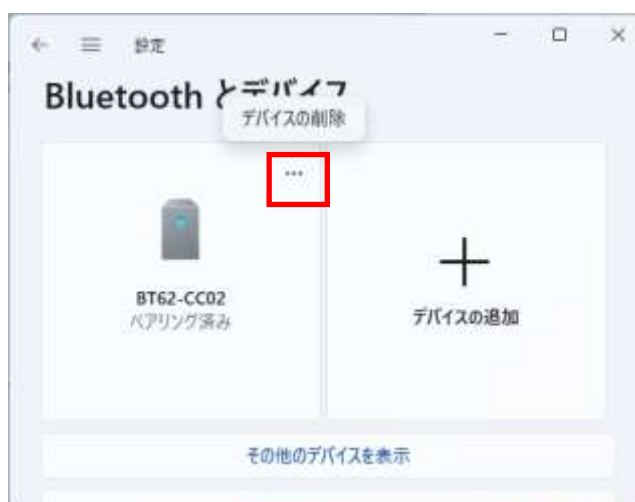 設定
Bluetooth とデバイス
デバイスの削除
BT62-CC02
ペアリング済み
デバイスの追加
その他のデバイスを表示